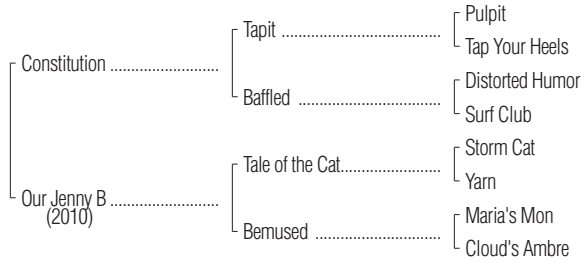 Pulpit
Tapit ......................................
Tap Your Heels
Constitution ..........................
Distorted Humor
Baffled ..................................
Surf Club
Storm Cat
Tale of the Cat........................
Yarn
Our Jenny B ..........................
(2010)
Maria's Mon
Bemused ..............................
Cloud's Ambre